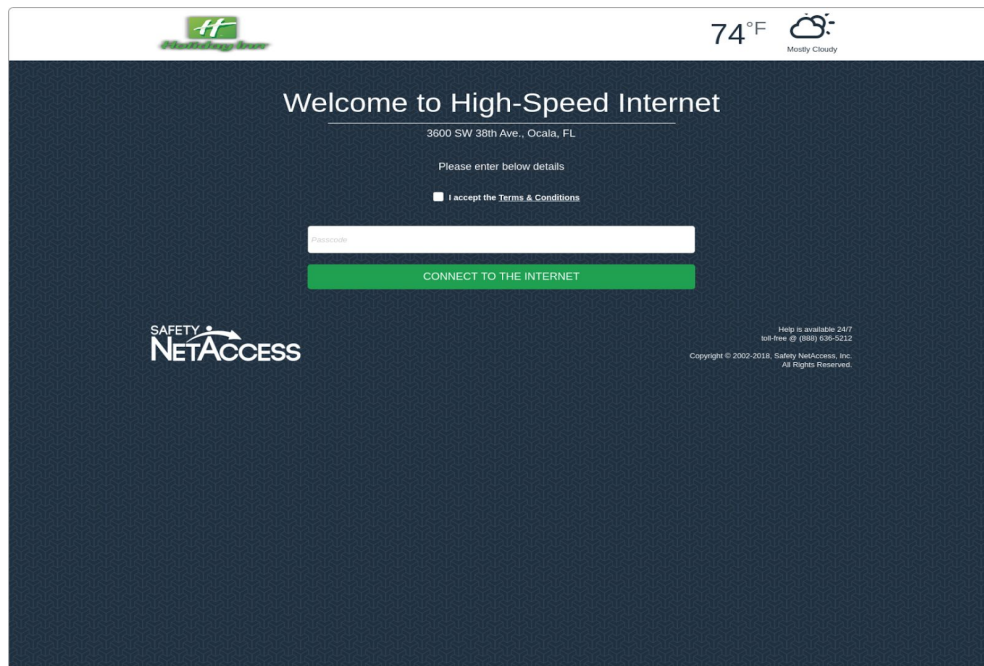 Holiday Inn
74°F
Mostly Cloudy
Welcome to High-Speed Internet
3600 SW 38th Ave., Ocala, FL
Please enter below details
I accept the Terms & Conditions
Passcode
CONNECT TO THE INTERNET
SAFETY
NETACCESS
Help is available 24/7
toll-free @ (888) 636-5212
Copyright © 2002-2018, Safety NetAccess, Inc.
All Rights Reserved.